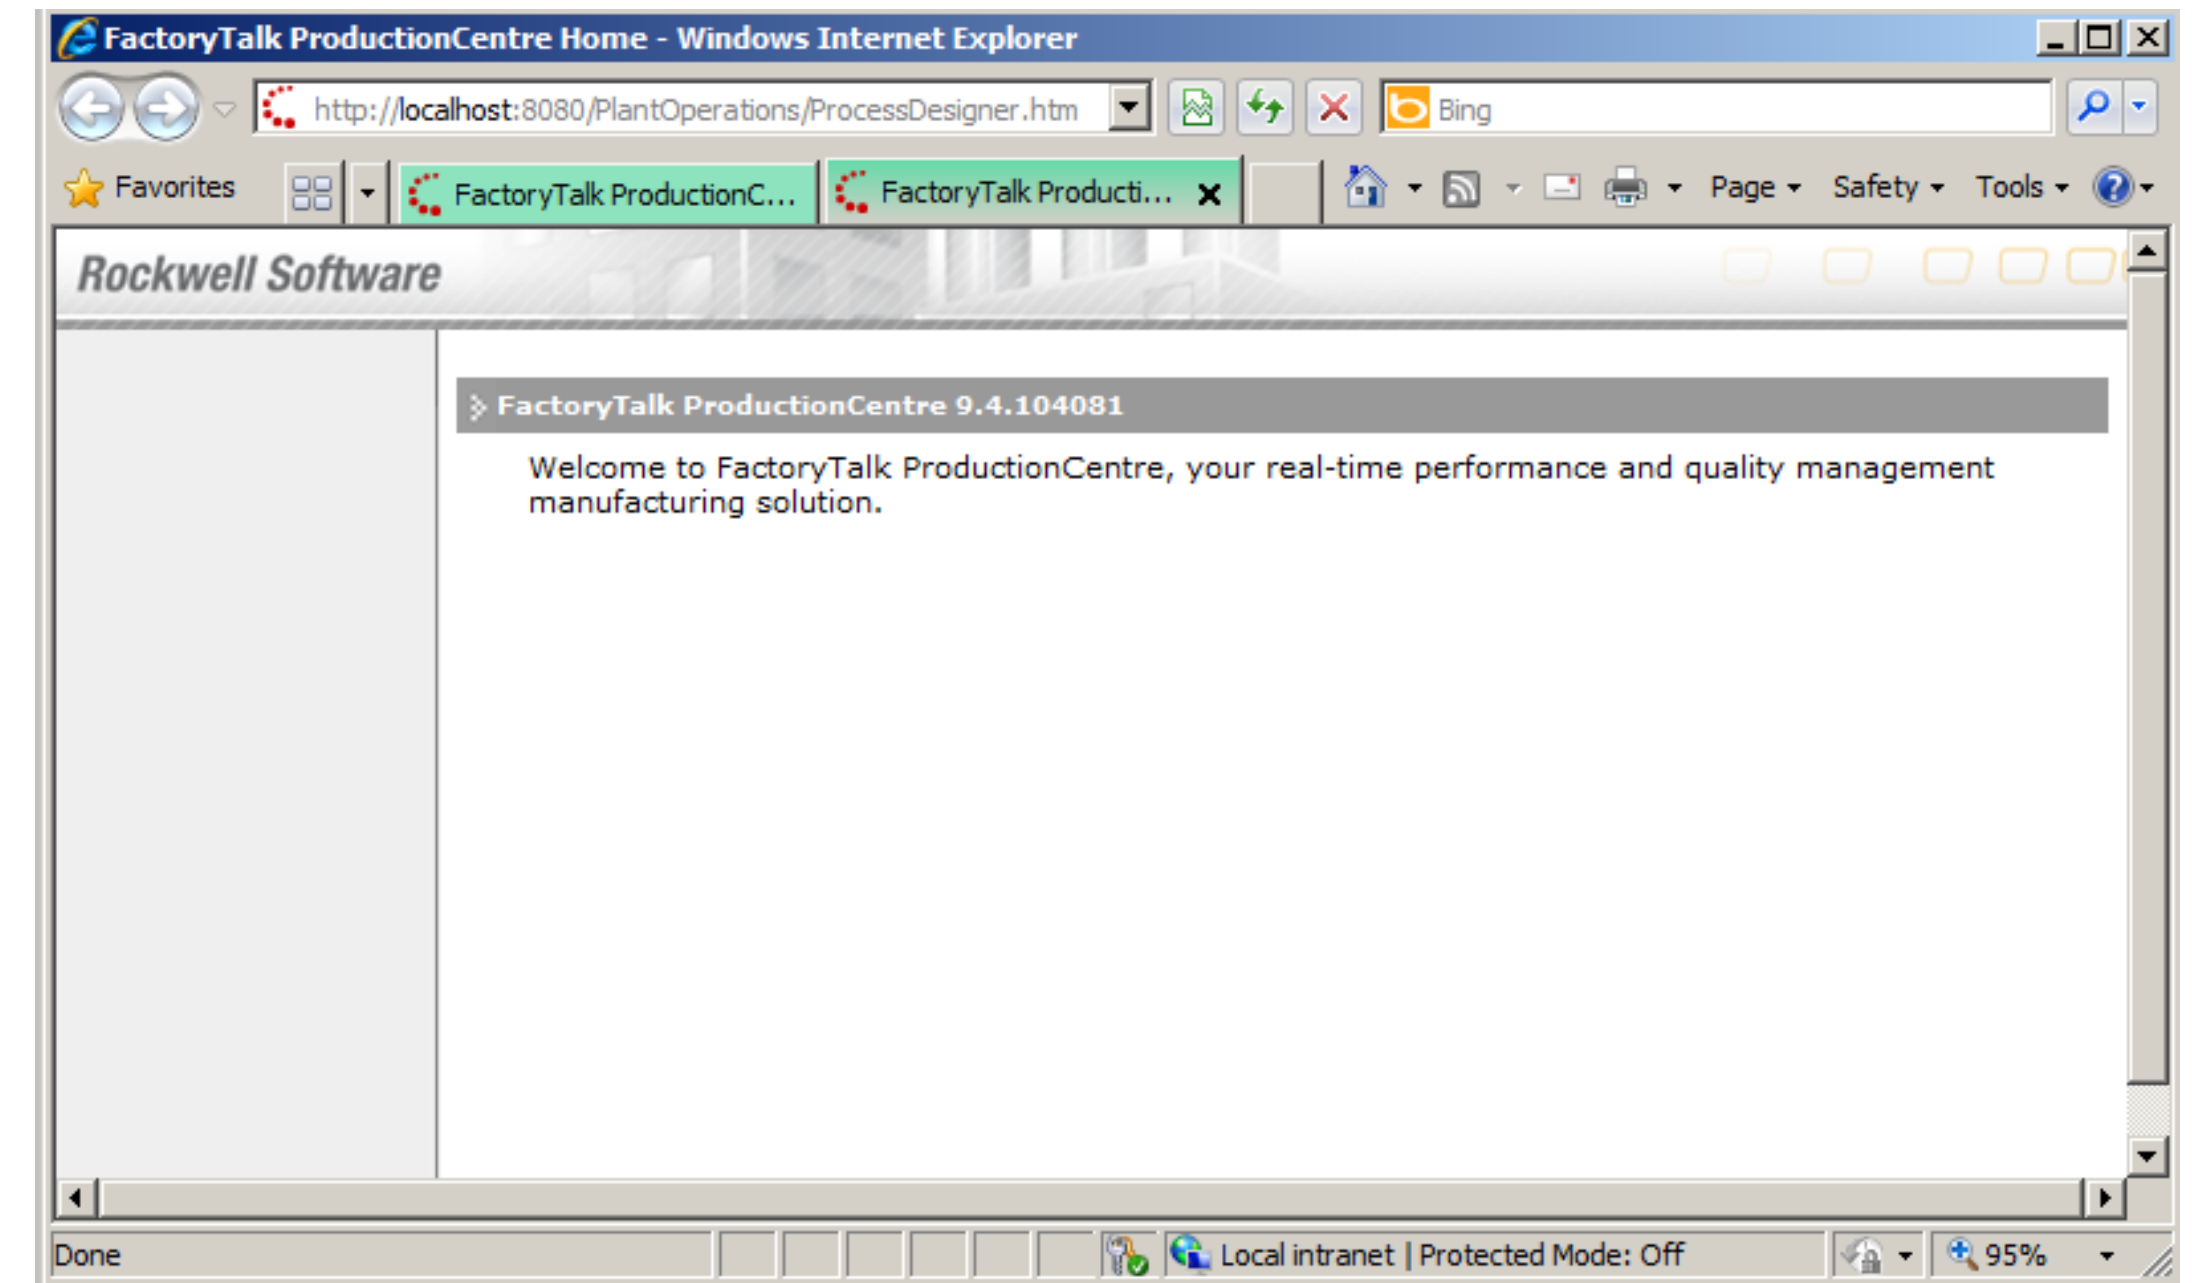 FactoryTalk ProductionCentre Home - Windows Internet Explorer
http://localhost:8080/PlantOperations/ProcessDesigner.htm
Bing
Favorites
FactoryTalk ProductionC...
FactoryTalk Producti...
Page
Safety
Tools
Rockwell Software
FactoryTalk ProductionCentre 9.4.104081
Welcome to FactoryTalk ProductionCentre, your real-time performance and quality management
manufacturing solution.
Done
Local intranet | Protected Mode: Off
95%